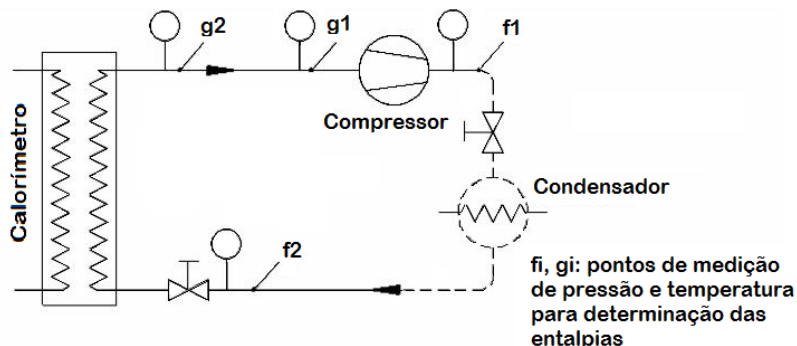 g2
g1
f1
Compressor
Calorímetro
Condensador
f2
fi, gi: pontos de medição
de pressão e temperatura
para determinação das
entalpias